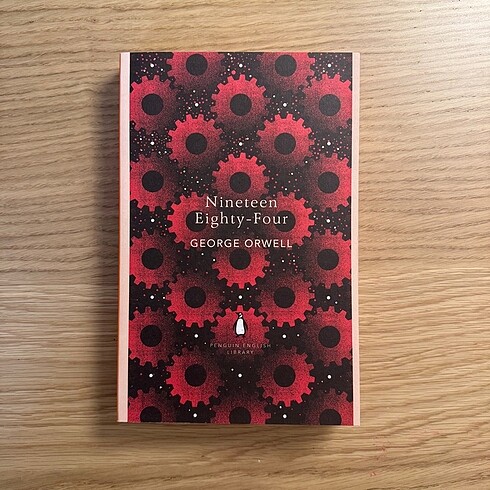 Nineteen
Eighty-Four
GEORGE ORWELL
PENGUIN ENGLISH
LIBRARY